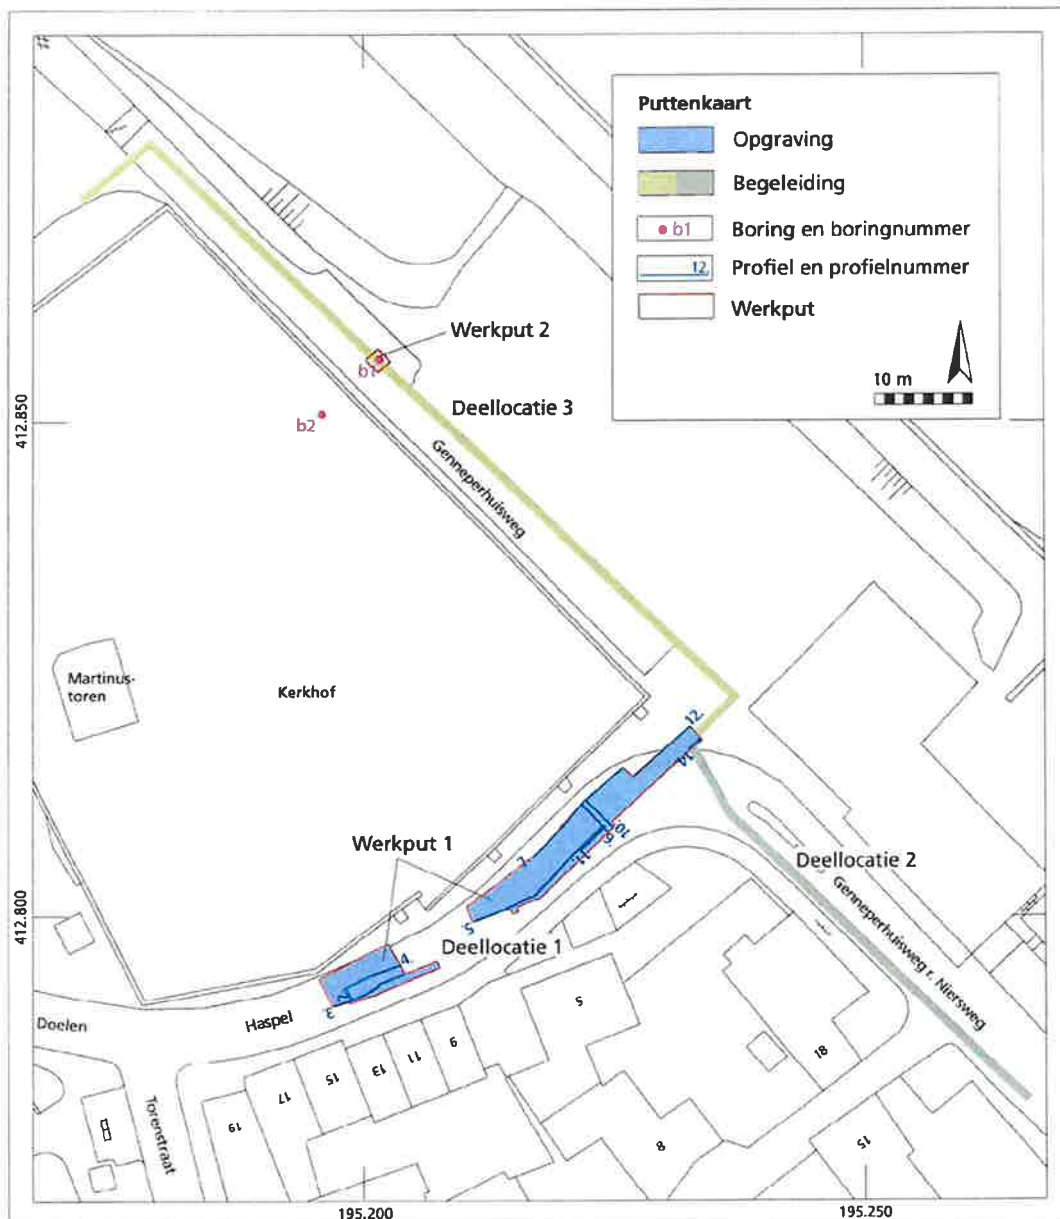 Puttenkaart
Opgraving
Begeleiding
b1 Boring en boringnummer
12. Profiel en profielnummer
Werkput
10 m
Werkput 2
b1
b2
Deellocatie 3
Genneperhuisweg
412.850
Martinus-
toren
Kerkhof
12
14
10.
9.
11.
7.
5.
Werkput 1
Deellocatie 2
Genneperhuisweg r. Niersweg
412.800
Deellocatie 1
4.
2
3
Haspel
Doelen
Torenstraat
19
17
15
13
11
9
5
18
8
15
195.200
195.250